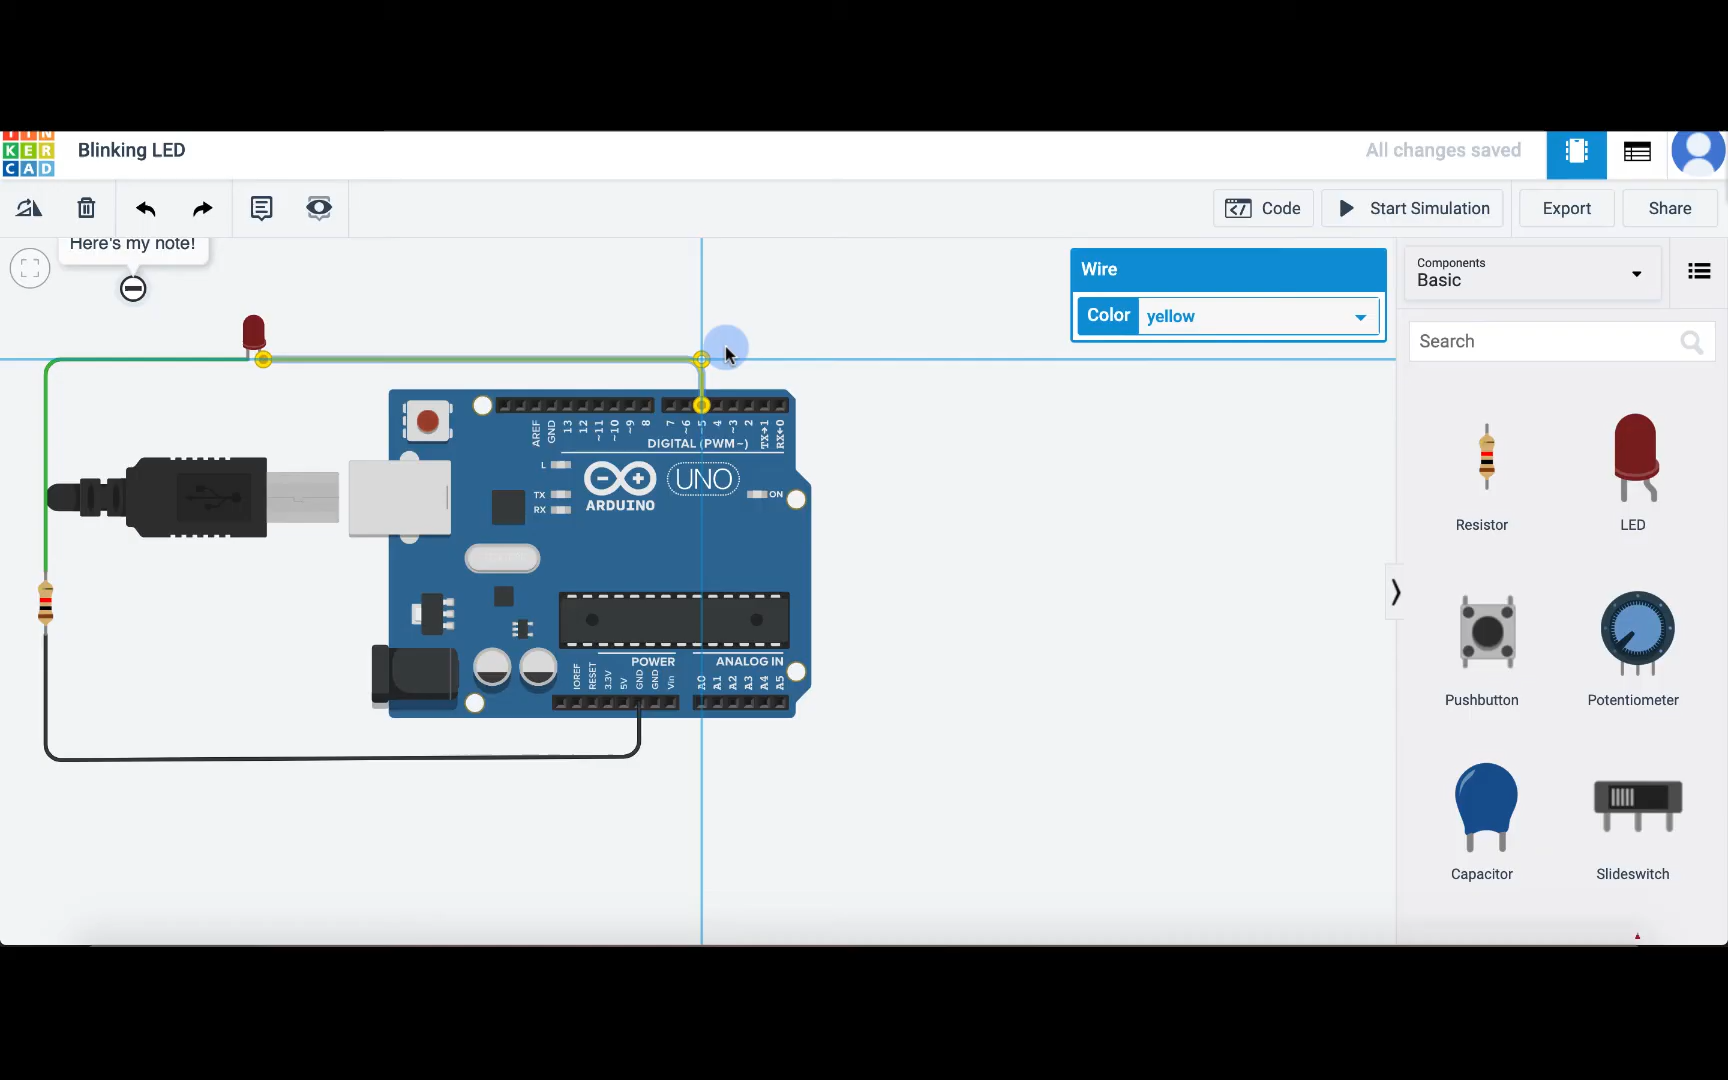 TIN
KER
CAD
Blinking LED
All changes saved
Code
Start Simulation
Export
Share
Here's my note!
Wire
Color
yellow
Components
Basic
Search
Resistor
LED
Pushbutton
Potentiometer
Capacitor
Slideswitch
AREF
GND
13
12
~11
~10
~9
8
7
~6
~5
4
~3
2
TX→1
RX←0
DIGITAL (PWM~)
L
TX
RX
ARDUINO
UNO
ON
POWER
ANALOG IN
IOREF
RESET
3.3V
5V
GND
GND
Vin
A0
A1
A2
A3
A4
A5